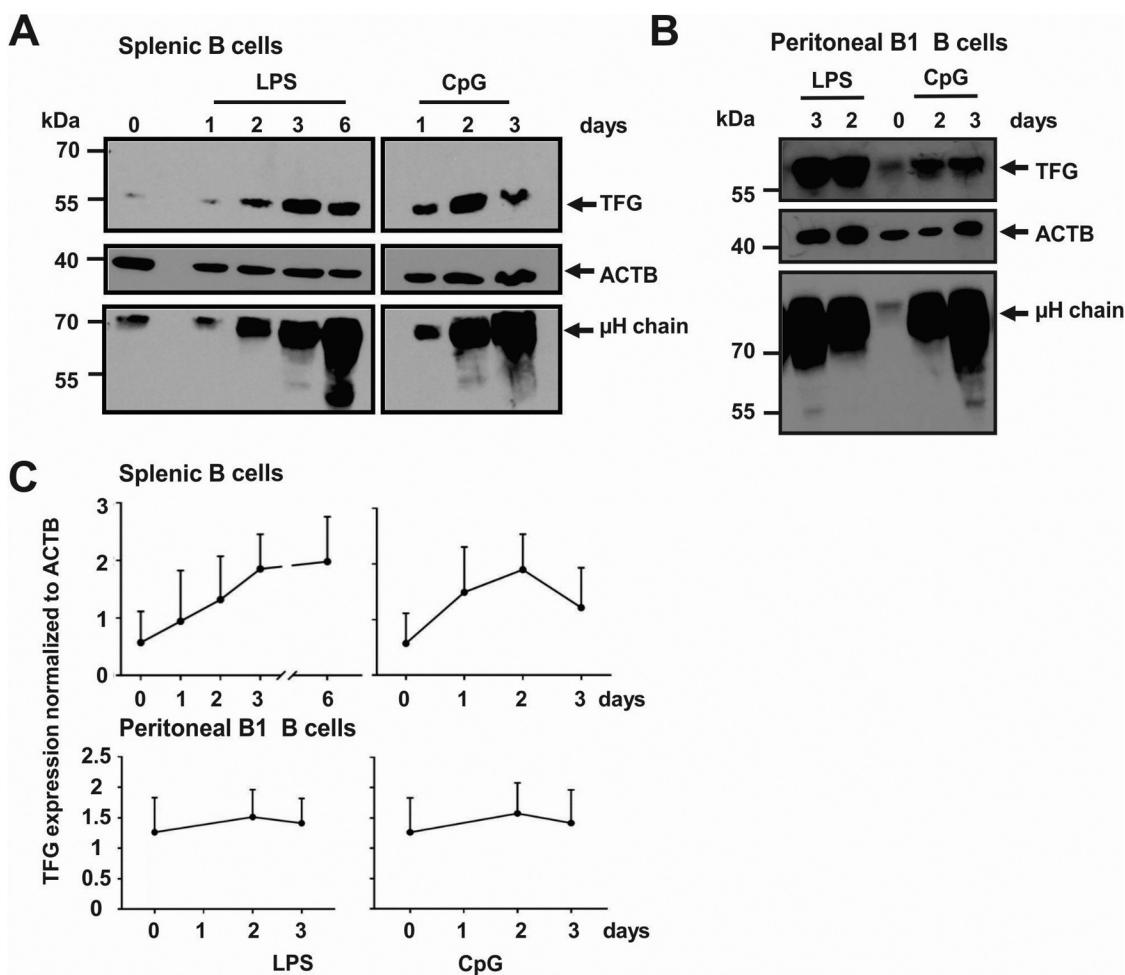 A
Splenic B cells
LPS
CpG
kDa
0 1 2 3 6 1 2 3 days
70
55
TFG
40
ACTB
70
µH chain
55
B
Peritoneal B1 B cells
LPS CpG
kDa 3 2 0 2 3 days
TFG
55
ACTB
40
µH chain
70
55
C
Splenic B cells
TFG expression normalized to ACTB
3
2
1
0
0 1 2 3 6 0 1 2 3 days
Peritoneal B1 B cells
2.5
2
1.5
1
0.5
0
0 1 2 3 0 1 2 3 days
LPS CpG